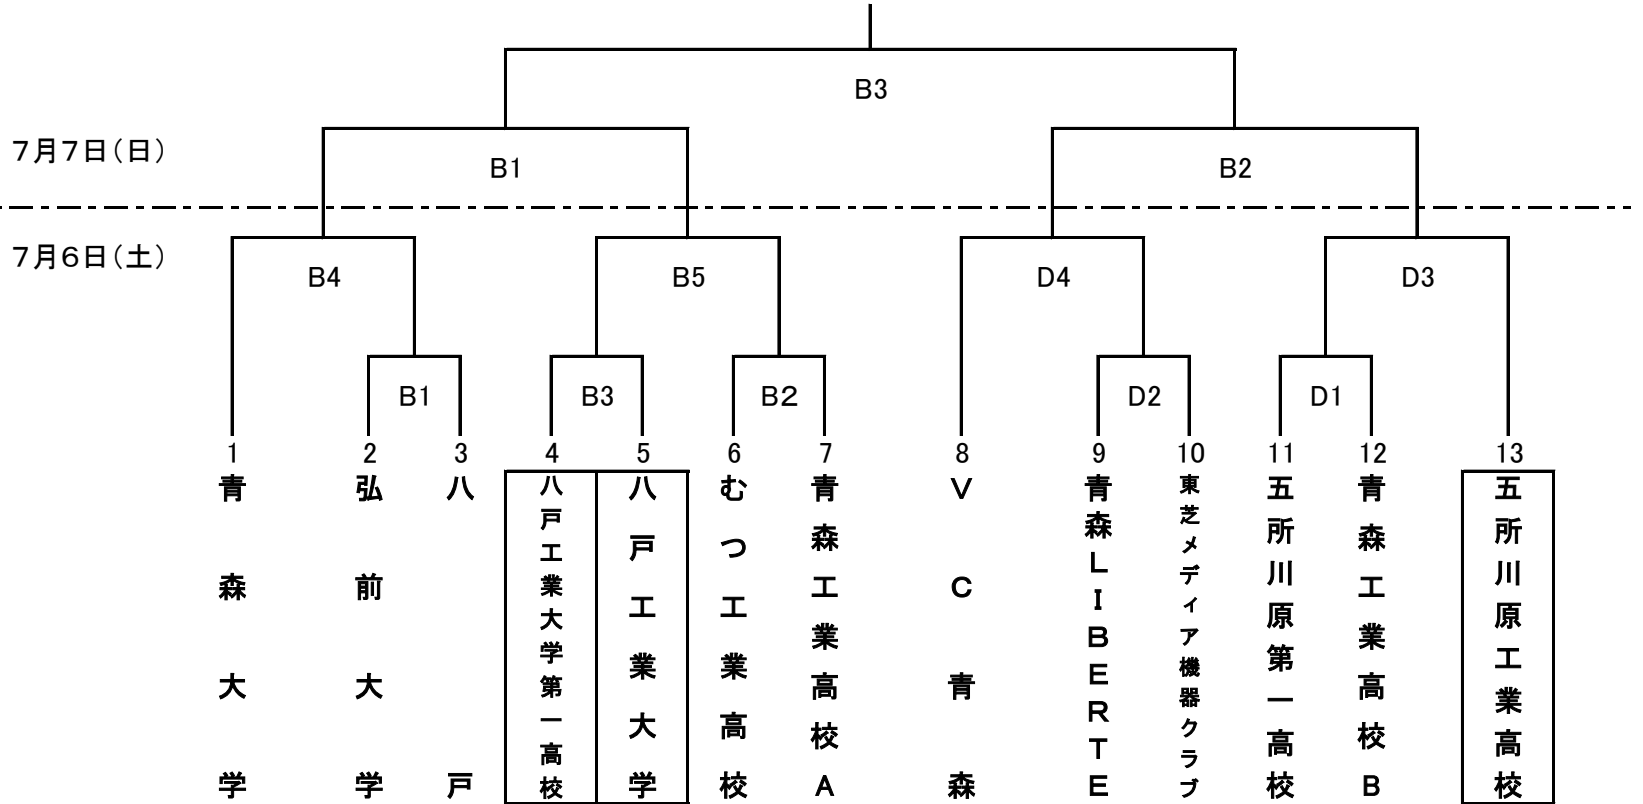 B3
7月7日(日)
B1
B2
7月6日(土)
B4
B5
D4
D3
B1
B3
B2
D2
D1
1
2
3
4
5
6
7
8
9
10
11
12
13
青森大学
弘前大学
八戸
八戸工業大学第一高校
八戸工業大学
むつ工業高校
青森工業高校A
VC青森
青森LIBERTE
東芝メディア機器クラブ
五所川原第一高校
青森工業高校B
五所川原工業高校